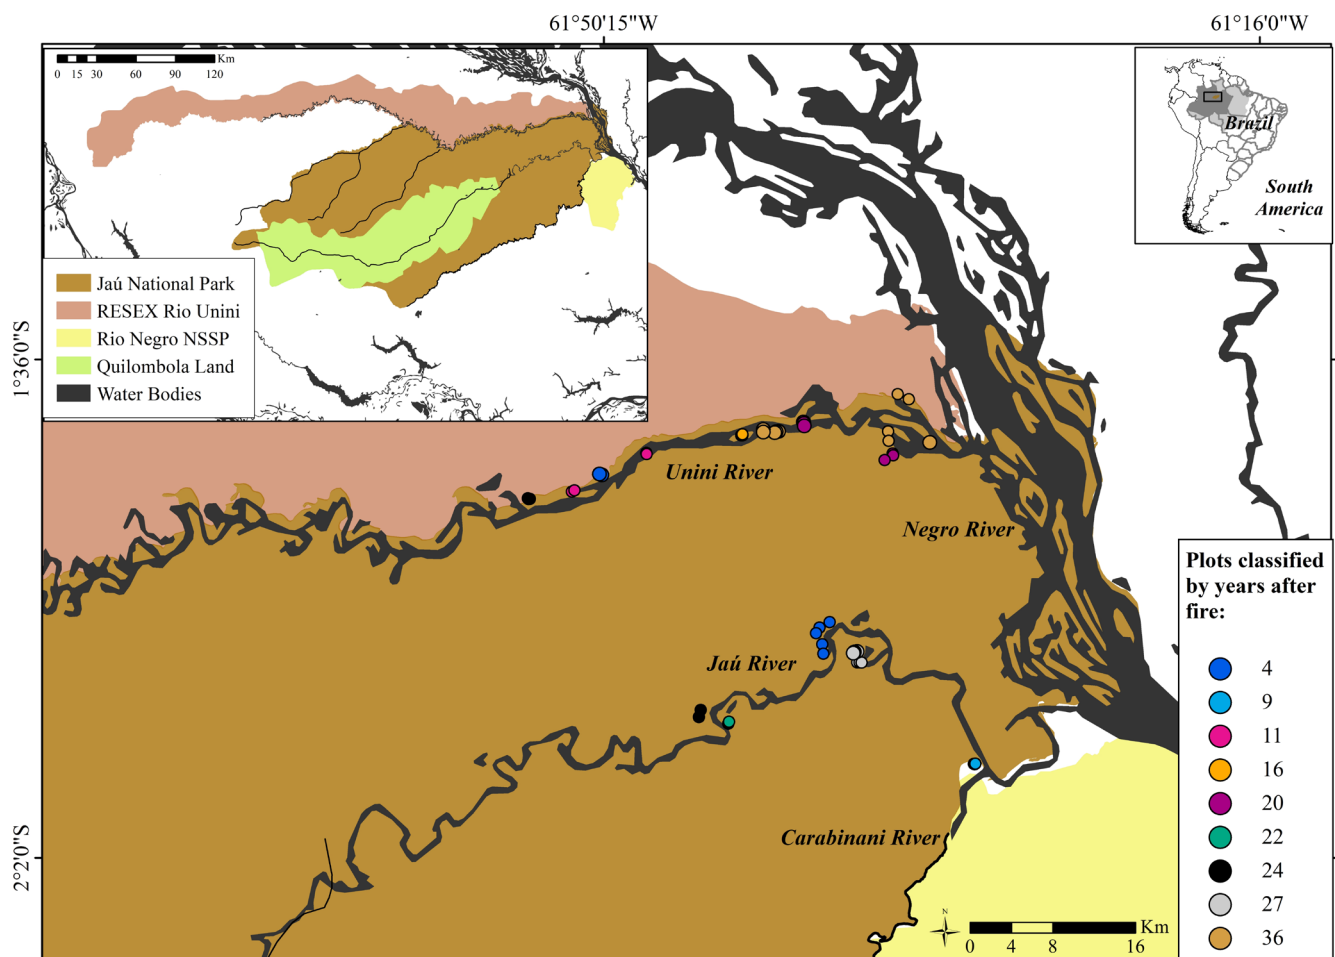 61°50'15"W
61°16'0"W
0 15 30 60 90 120 Km
Brazil
South
America
Jaú National Park
RESEX Rio Unini
Rio Negro NSSP
Quilombola Land
Water Bodies
1°36'0"S
Unini River
Negro River
Jaú River
Carabinani River
2°2'0"S
Plots classified
by years after
fire:
4
9
11
16
20
22
24
27
36
N
Km
0 4 8 16